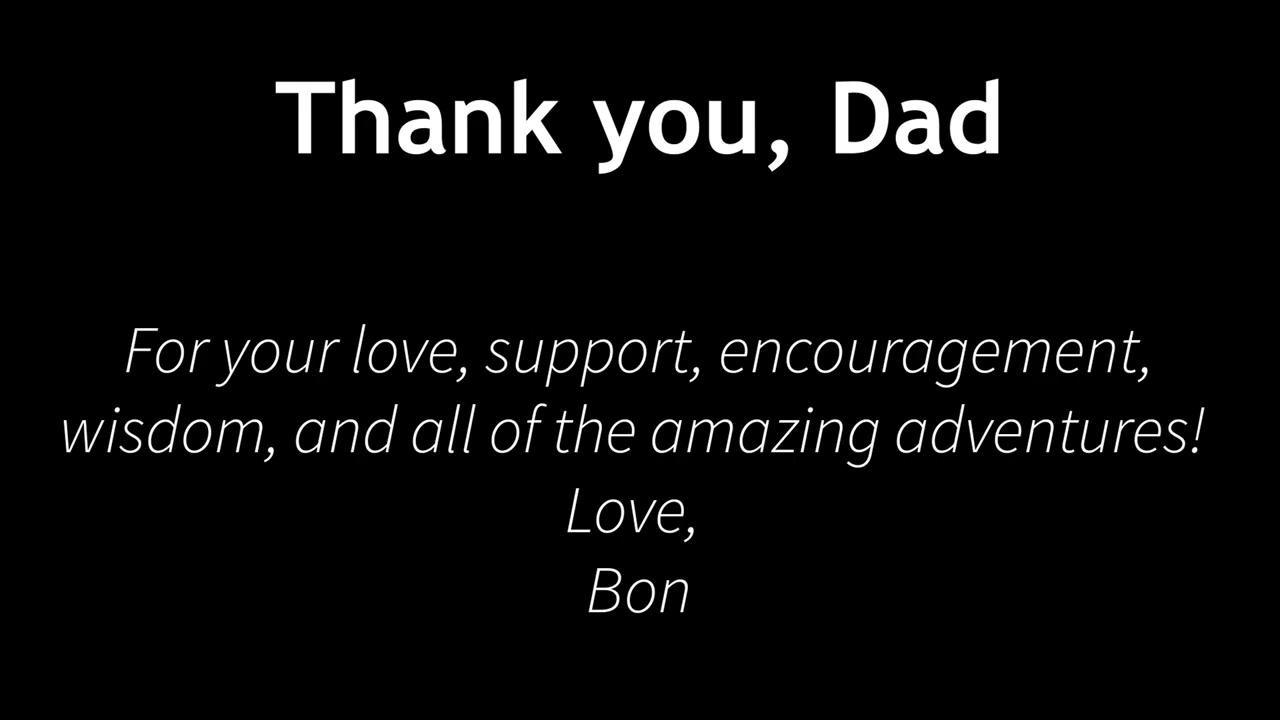 Thank you, Dad
For your love, support, encouragement,
wisdom, and all of the amazing adventures!
Love,
Bon